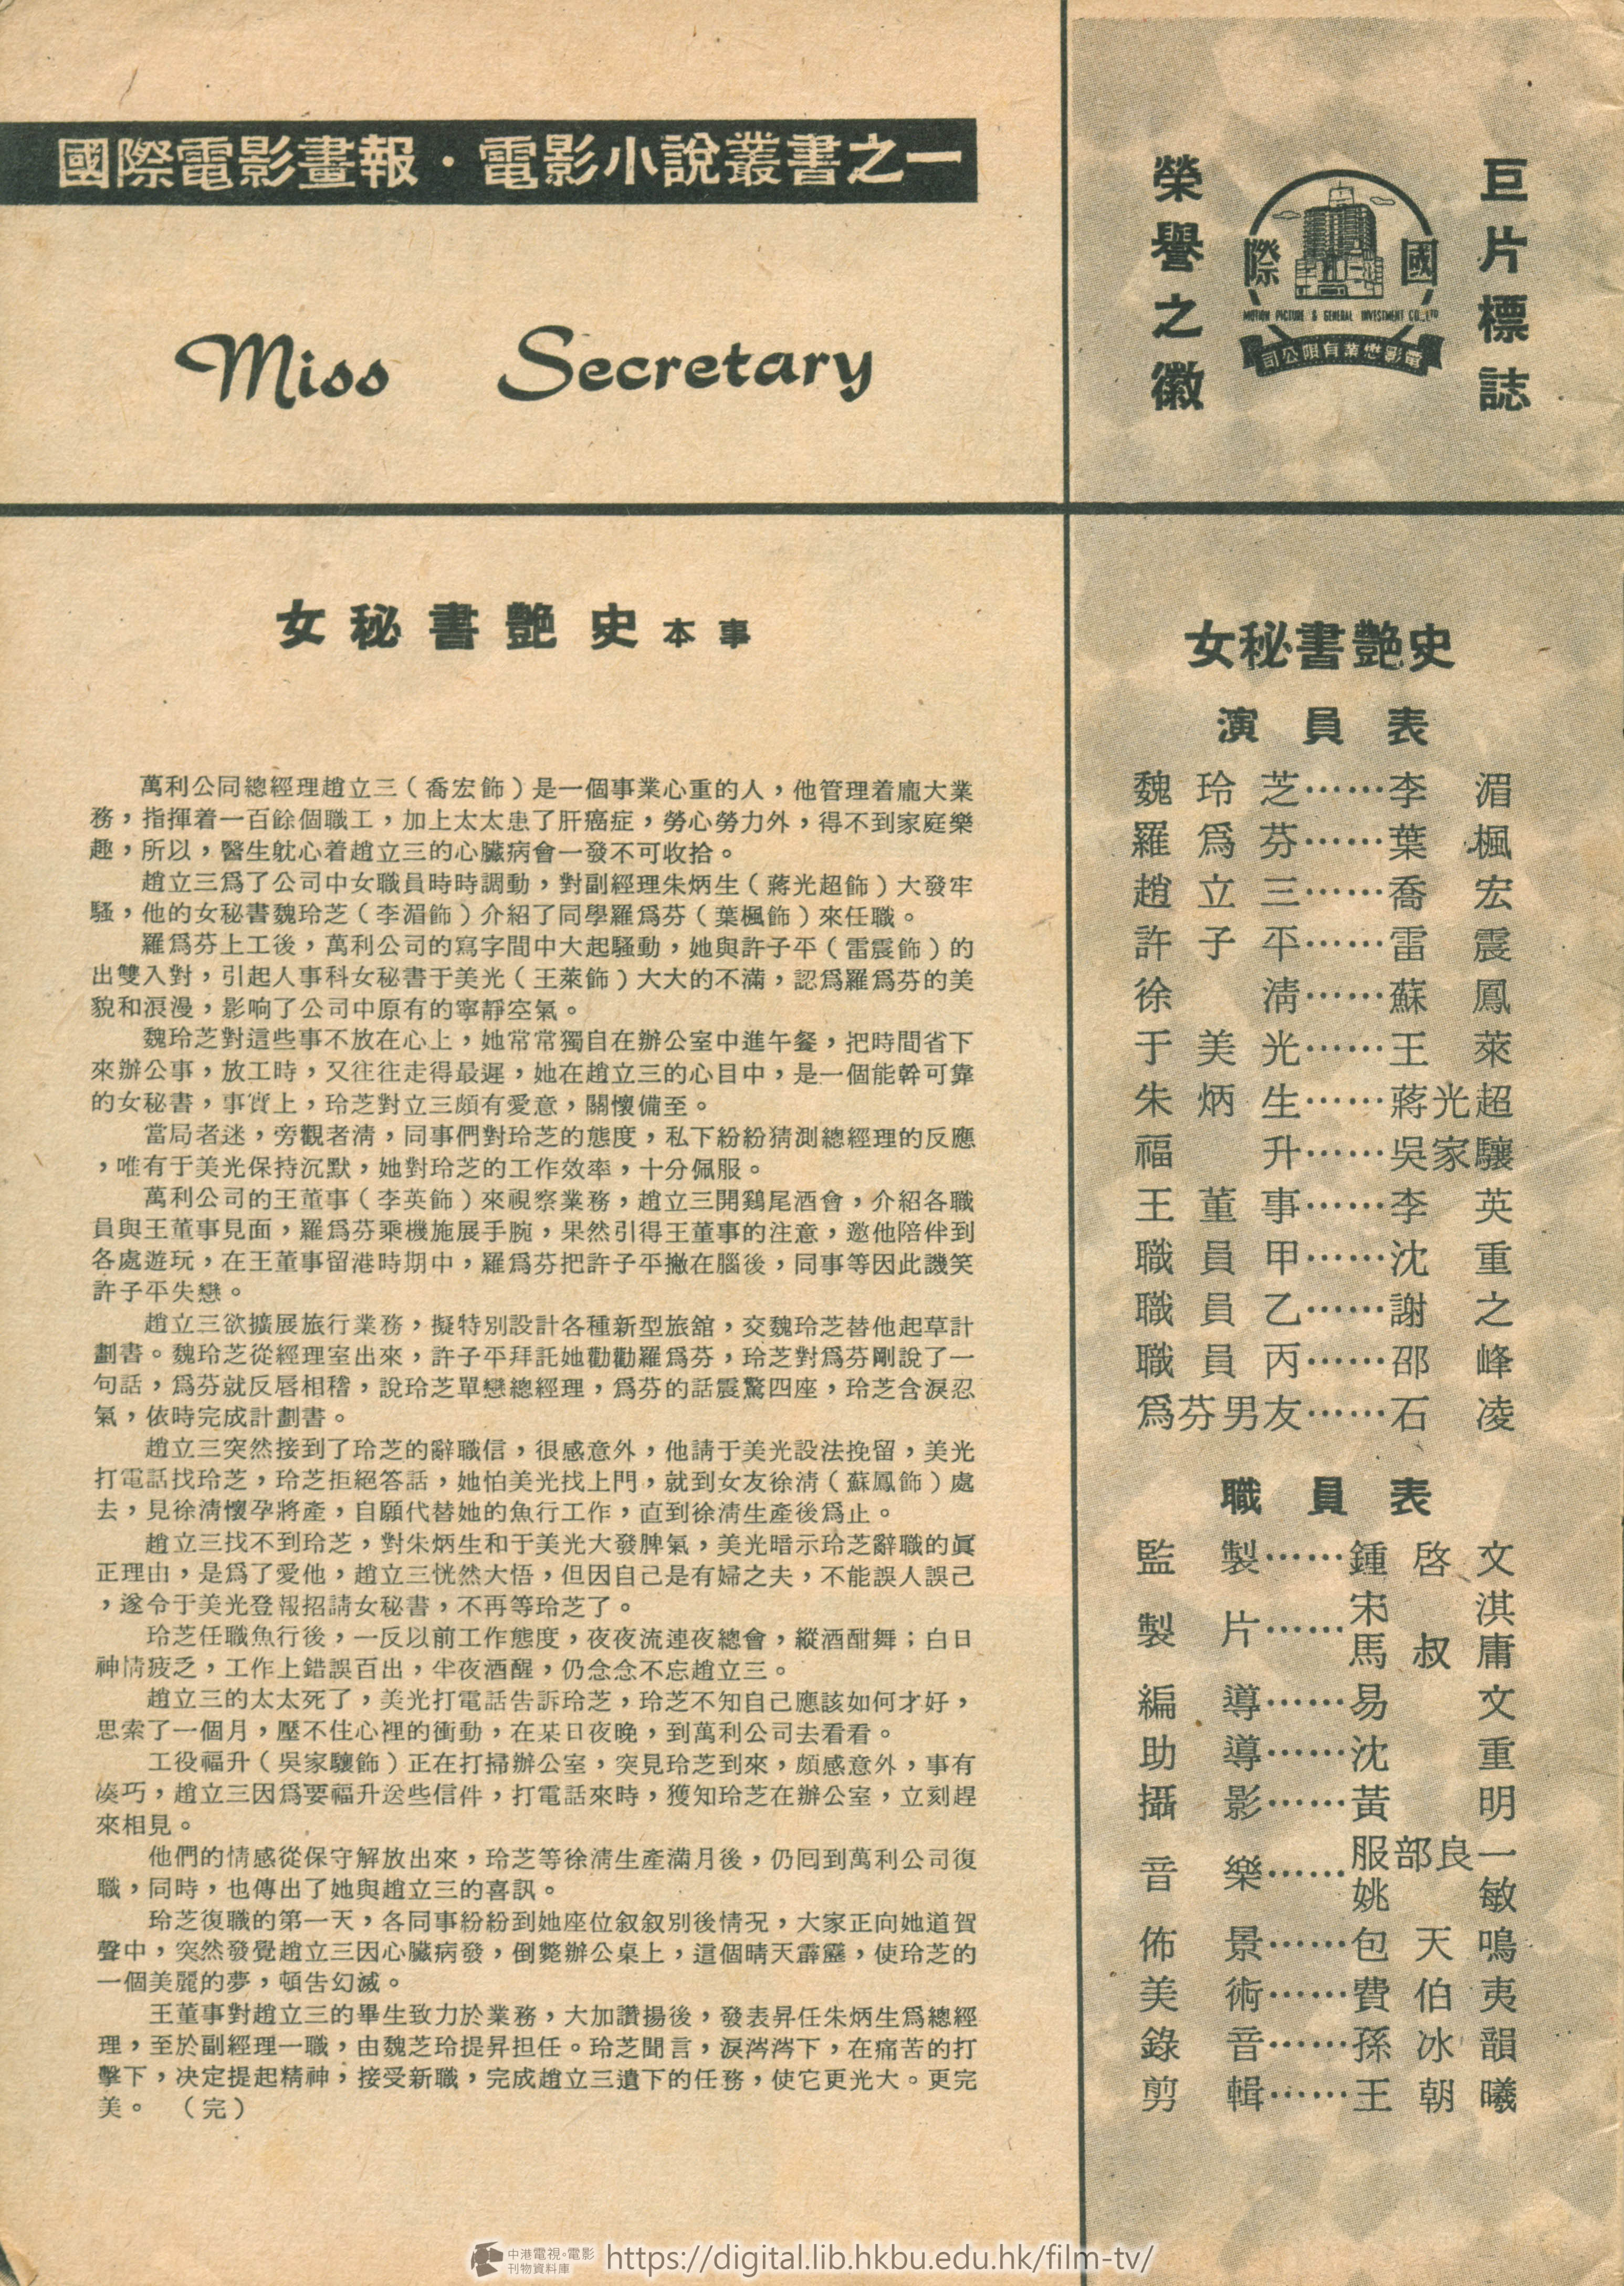 國際電影畫報・電影小說叢書之一
Miss Secretary
榮譽之徽
國際
MOTION PICTURE & GENERAL INVESTMENT CO.,LTD
電影懋業有限公司
巨片標誌
女秘書艷史本事
萬利公同總經理趙立三（喬宏飾）是一個事業心重的人，他管理着龐大業
務，指揮着一百餘個職工，加上太太患了肝癌症，勞心勞力外，得不到家庭樂
趣，所以，醫生躭心着趙立三的心臟病會一發不可收拾。
趙立三爲了公司中女職員時時調動，對副經理朱炳生（蔣光超飾）大發牢
騷，他的女秘書魏玲芝（李湄飾）介紹了同學羅爲芬（葉楓飾）來任職。
羅爲芬上工後，萬利公司的寫字間中大起騷動，她與許子平（雷震飾）的
出雙入對，引起人事科女秘書于美光（王萊飾）大大的不滿，認爲羅爲芬的美
貌和浪漫，影响了公司中原有的寧靜空氣。
魏玲芝對這些事不放在心上，她常常獨自在辦公室中進午餐，把時間省下
來辦公事，放工時，又往往走得最遲，她在趙立三的心目中，是一個能幹可靠
的女秘書，事實上，玲芝對立三頗有愛意，關懷備至。
當局者迷，旁觀者淸，同事們對玲芝的態度，私下紛紛猜測總經理的反應
，唯有于美光保持沉默，她對玲芝的工作效率，十分佩服。
萬利公司的王董事（李英飾）來視察業務，趙立三開鷄尾酒會，介紹各職
員與王董事見面，羅爲芬乘機施展手腕，果然引得王董事的注意，邀他陪伴到
各處遊玩，在王董事留港時期中，羅爲芬把許子平撇在腦後，同事等因此譏笑
許子平失戀。
趙立三欲擴展旅行業務，擬特別設計各種新型旅舘，交魏玲芝替他起草計
劃書。魏玲芝從經理室出來，許子平拜託她勸勸羅爲芬，玲芝對爲芬剛說了一
句話，爲芬就反唇相稽，說玲芝單戀總經理，爲芬的話震驚四座，玲芝含淚忍
氣，依時完成計劃書。
趙立三突然接到了玲芝的辭職信，很感意外，他請于美光設法挽留，美光
打電話找玲芝，玲芝拒絕答話，她怕美光找上門，就到女友徐淸（蘇鳳飾）處
去，見徐淸懷孕將產，自願代替她的魚行工作，直到徐淸生產後爲止。
趙立三找不到玲芝，對朱炳生和于美光大發脾氣，美光暗示玲芝辭職的眞
正理由，是爲了愛他，趙立三恍然大悟，但因自己是有婦之夫，不能誤人誤己
，遂令于美光登報招請女秘書，不再等玲芝了。
玲芝任職魚行後，一反以前工作態度，夜夜流連夜總會，縱酒酣舞；白日
神情疲乏，工作上錯誤百出，半夜酒醒，仍念念不忘趙立三。
趙立三的太太死了，美光打電話告訴玲芝，玲芝不知自己應該如何才好，
思索了一個月，壓不住心裡的衝動，在某日夜晚，到萬利公司去看看。
工役福升（吳家驤飾）正在打掃辦公室，突見玲芝到來，頗感意外，事有
凑巧，趙立三因爲要福升送些信件，打電話來時，獲知玲芝在辦公室，立刻趕
來相見。
他們的情感從保守解放出來，玲芝等徐淸生產滿月後，仍回到萬利公司復
職，同時，也傳出了她與趙立三的喜訊。
玲芝復職的第一天，各同事紛紛到她座位叙叙別後情況，大家正向她道賀
聲中，突然發覺趙立三因心臟病發，倒斃辦公桌上，這個晴天霹靂，使玲芝的
一個美麗的夢，頓告幻滅。
王董事對趙立三的畢生致力於業務，大加讚揚後，發表昇任朱炳生爲總經
理，至於副經理一職，由魏芝玲提昇担任。玲芝聞言，淚涔涔下，在痛苦的打
擊下，决定提起精神，接受新職，完成趙立三遺下的任務，使它更光大。更完
美。（完）
女秘書艷史
演員表
魏玲芝……李湄
羅爲芬……葉楓
趙立三……喬宏
許子平……雷震
徐淸……蘇鳳
于美光……王萊
朱炳生……蔣光超
福升……吳家驤
王董事……李英
職員甲……沈重
職員乙……謝之
職員丙……邵峰
爲芬男友……石凌
職員表
監製……鍾啓文
製片……宋淇
馬叔庸
編導……易文
助導……沈重
攝影……黃明
音樂……服部良一
姚敏
佈景……包天鳴
美術……費伯夷
錄音……孫冰韻
剪輯……王朝曦
中港電視・電影
刊物資料庫
https://digital.lib.hkbu.edu.hk/film-tv/